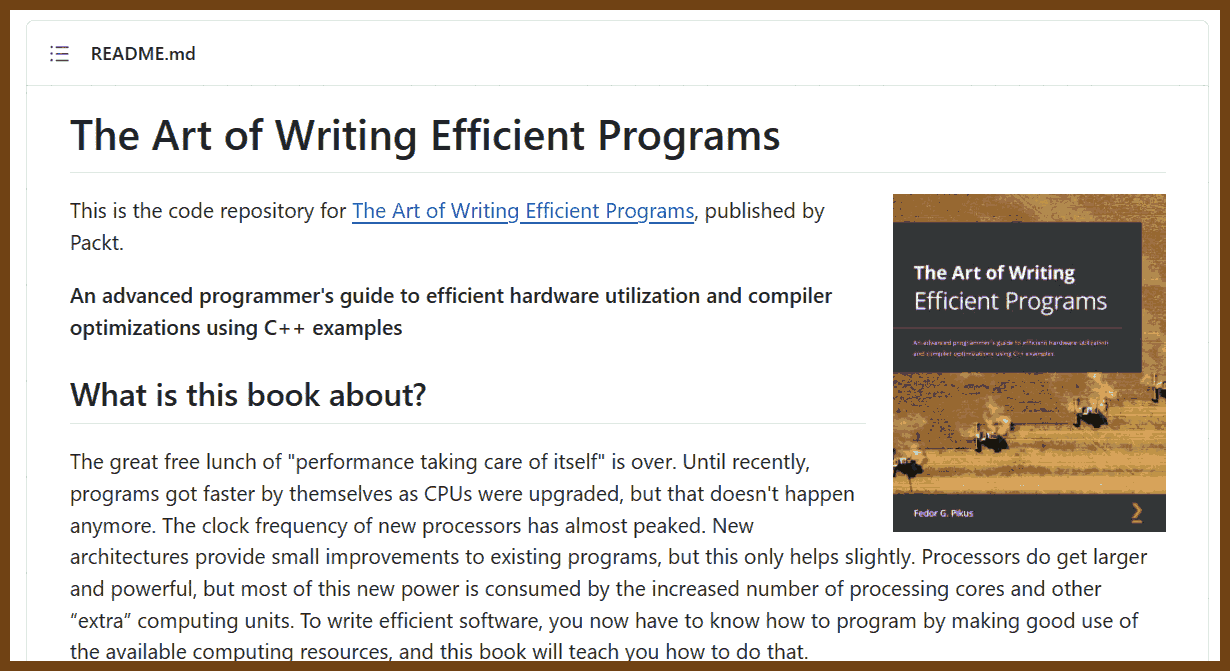 README.md
The Art of Writing Efficient Programs
This is the code repository for The Art of Writing Efficient Programs, published by
Packt.
An advanced programmer's guide to efficient hardware utilization and compiler
optimizations using C++ examples
What is this book about?
The great free lunch of "performance taking care of itself" is over. Until recently,
programs got faster by themselves as CPUs were upgraded, but that doesn't happen
anymore. The clock frequency of new processors has almost peaked. New
architectures provide small improvements to existing programs, but this only helps slightly. Processors do get larger
and powerful, but most of this new power is consumed by the increased number of processing cores and other
“extra” computing units. To write efficient software, you now have to know how to program by making good use of
the available computing resources, and this book will teach you how to do that.
The Art of Writing
Efficient Programs
An advanced programmer's guide to efficient hardware utilization
and compiler optimizations using C++ examples
Fedor G. Pikus